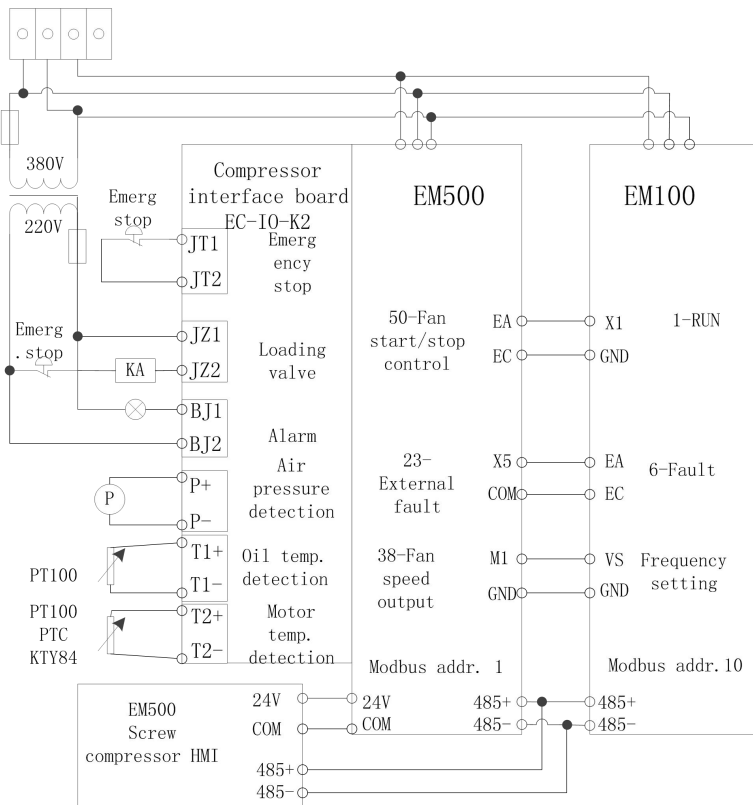 380V
220V
Compressor
interface board
EC-IO-K2
EM500
EM100
Emerg
stop
JT1
JT2
Emerg
ency
stop
Emerg
.stop
KA
JZ1
JZ2
Loading
valve
BJ1
BJ2
Alarm
P
P+
P-
Air
pressure
detection
PT100
T1+
T1-
Oil temp.
detection
PT100
PTC
KTY84
T2+
T2-
Motor
temp.
detection
50-Fan
start/stop
control
EA
EC
X1
GND
1-RUN
23-
External
fault
X5
COM
EA
EC
6-Fault
38-Fan
speed
output
M1
GND
VS
GND
Frequency
setting
Modbus addr. 1
Modbus addr.10
EM500
Screw
compressor HMI
24V
COM
485+
485-
24V
COM
485+
485-
485+
485-